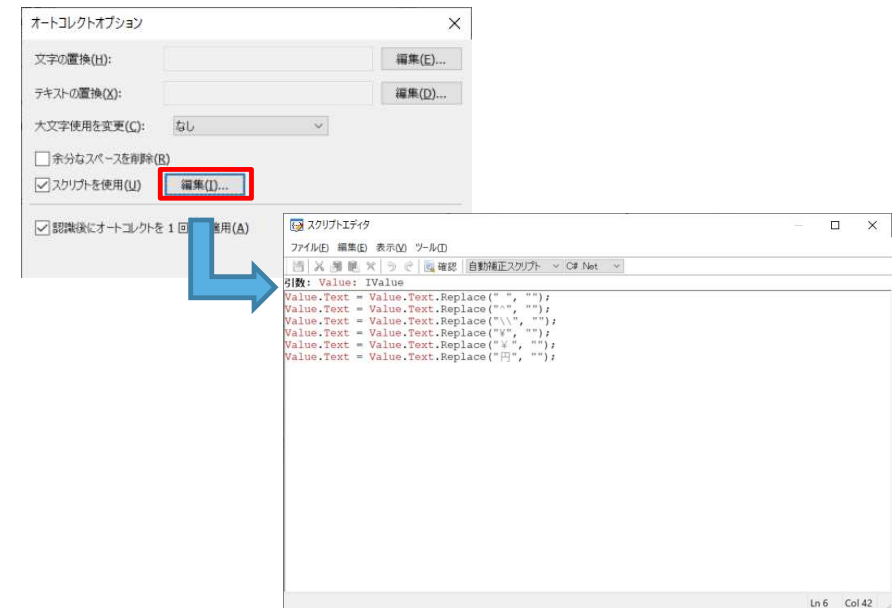 オートコレクトオプション
文字の置換(H):
編集(E)...
テキストの置換(X):
編集(D)...
大文字使用を変更(C):
なし
余分なスペースを削除(R)
スクリプトを使用(U)
編集(I)...
認識後にオートコレクトを 1 回 用(A)
スクリプトエディタ
ファイル(F) 編集(E) 表示(V) ツール(T)
確認 自動補正スクリプト C# Net
引数: Value: IValue
Value.Text = Value.Text.Replace(" ", "");
Value.Text = Value.Text.Replace("^", "");
Value.Text = Value.Text.Replace("\\", "");
Value.Text = Value.Text.Replace("¥", "");
Value.Text = Value.Text.Replace("￥", "");
Value.Text = Value.Text.Replace("円", "");
Ln 6 Col 42